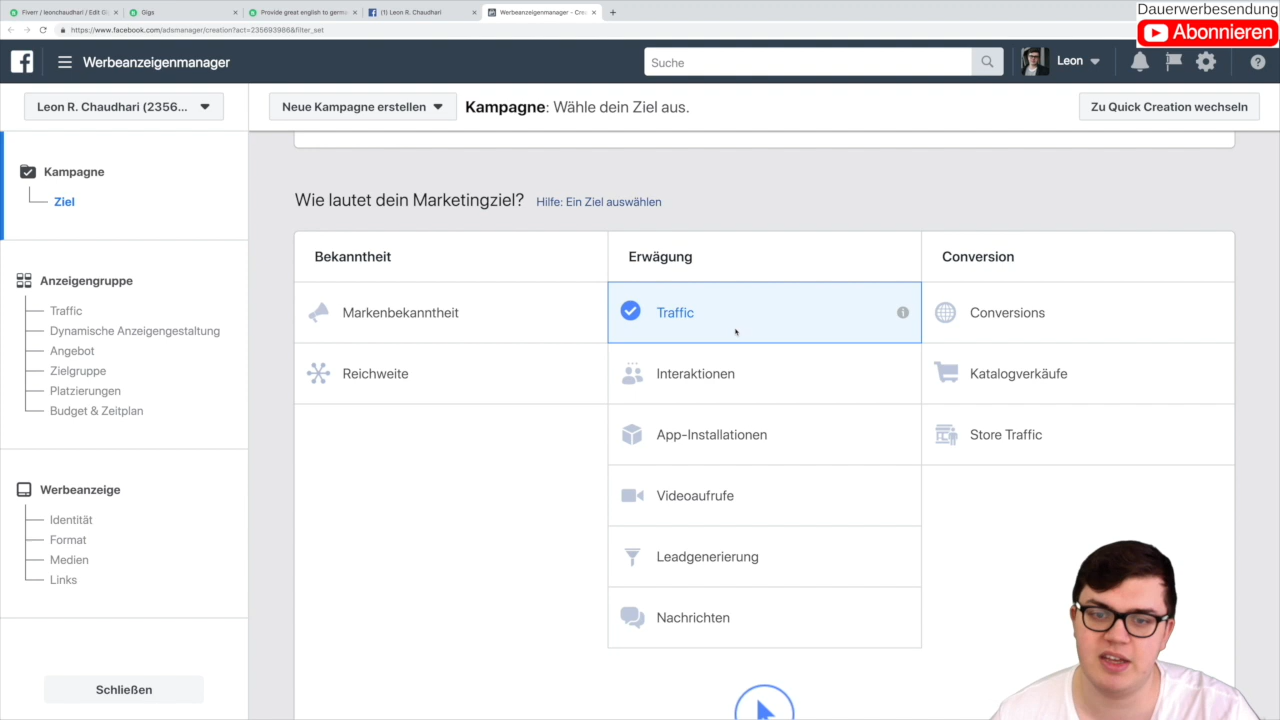 Fiverr / leonchaudhari / Edit Gi
Gigs
Provide great english to germa
(1) Leon R. Chaudhari
Werbeanzeigenmanager - Crea
Dauerwerbesendung
Abonnieren
https://www.facebook.com/adsmanager/creation?act=235693986&filter_set
Werbeanzeigenmanager
Suche
Leon
Leon R. Chaudhari (2356...
Neue Kampagne erstellen
Kampagne: Wähle dein Ziel aus.
Zu Quick Creation wechseln
Kampagne
Ziel
Anzeigengruppe
Traffic
Dynamische Anzeigengestaltung
Angebot
Zielgruppe
Platzierungen
Budget & Zeitplan
Werbeanzeige
Identität
Format
Medien
Links
Schließen
Wie lautet dein Marketingziel? Hilfe: Ein Ziel auswählen
Bekanntheit
Markenbekanntheit
Reichweite
Erwägung
Traffic
Interaktionen
App-Installationen
Videoaufrufe
Leadgenerierung
Nachrichten
Conversion
Conversions
Katalogverkäufe
Store Traffic